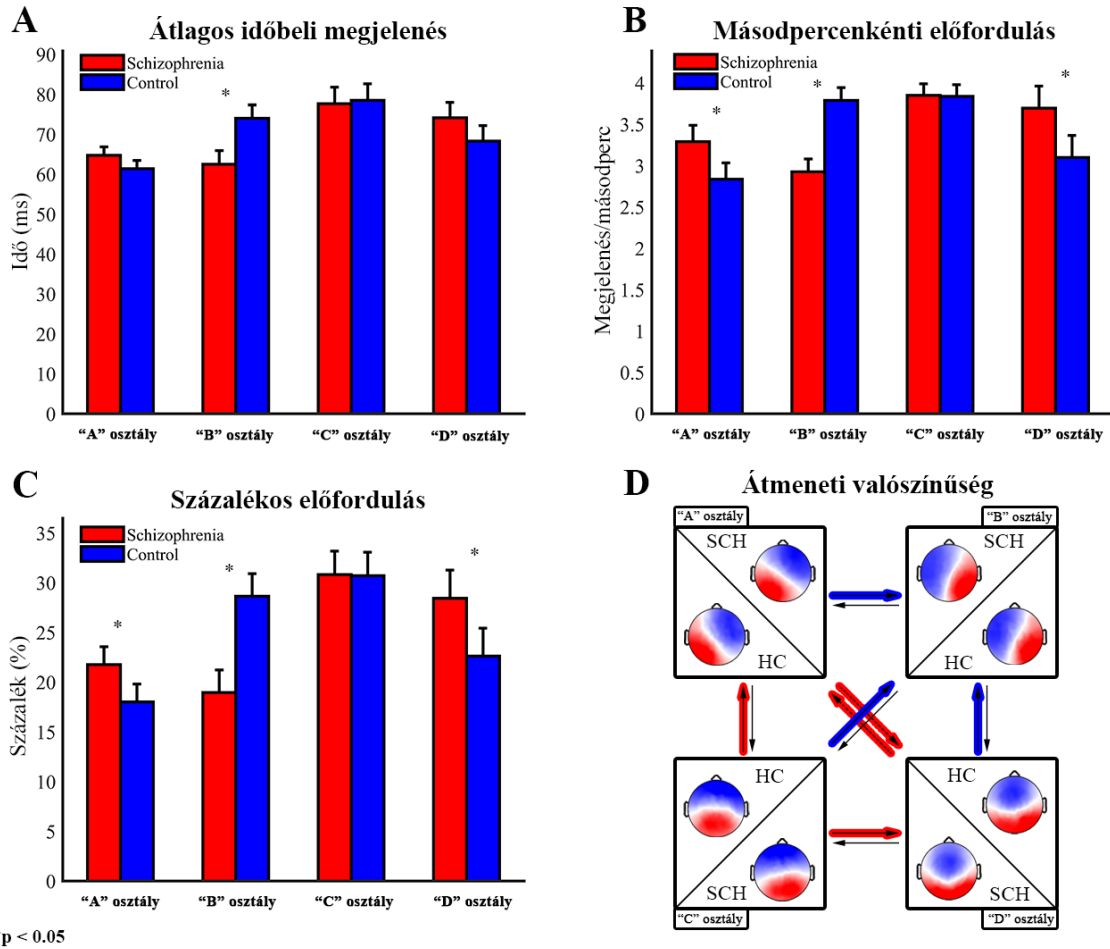 A
Átlagos időbeli megjelenés
Schizophrenia
Control
Idő (ms)
90
80
70
60
50
40
30
20
10
0
*
“A” osztály
“B” osztály
“C” osztály
“D” osztály
B
Másodpercenkénti előfordulás
Schizophrenia
Control
Megjelenés/másodperc
4
3.5
3
2.5
2
1.5
1
0.5
0
*
*
*
“A” osztály
“B” osztály
“C” osztály
“D” osztály
C
Százalékos előfordulás
Schizophrenia
Control
Százalék (%)
35
30
25
20
15
10
5
0
*
*
*
“A” osztály
“B” osztály
“C” osztály
“D” osztály
D
Átmeneti valószínűség
“A” osztály
SCH
HC
“B” osztály
SCH
HC
HC
SCH
“C” osztály
HC
SCH
“D” osztály
p < 0.05